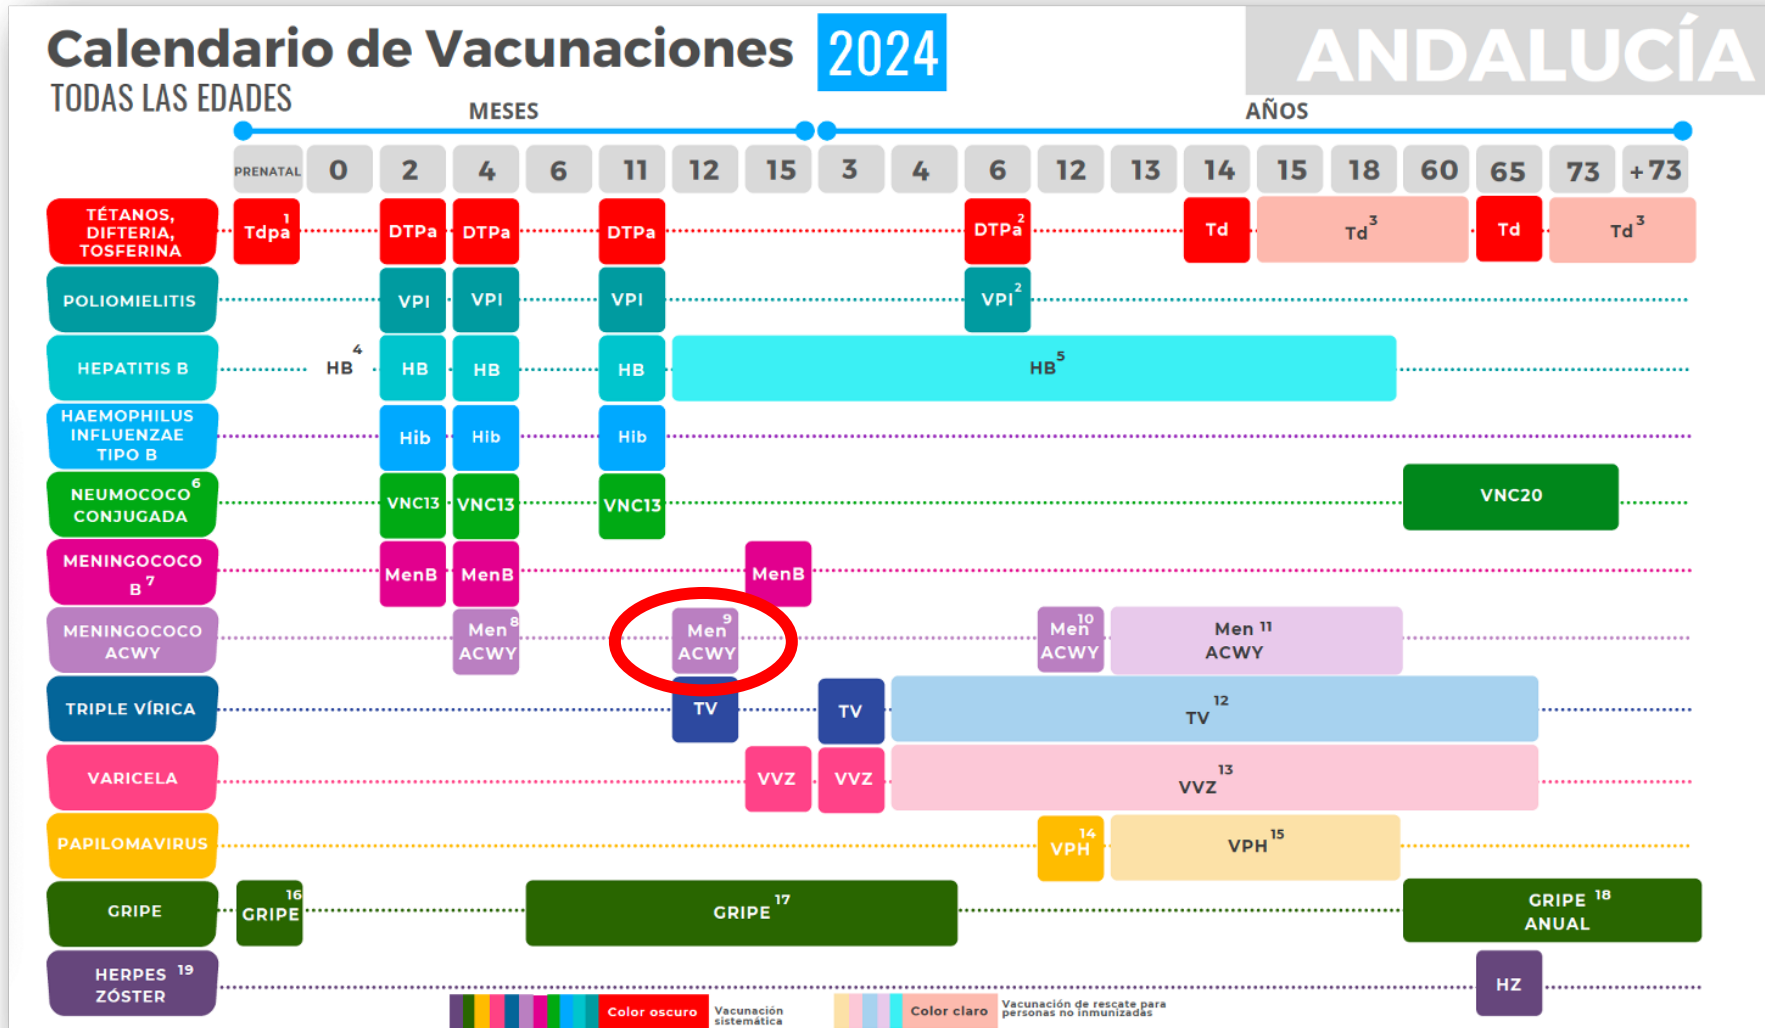 Calendario de Vacunaciones 2024
ANDALUCÍA
TODAS LAS EDADES
MESES
AÑOS
PRENATAL 0 2 4 6 11 12 15 3 4 6 12 13 14 15 18 60 65 73 +73
TÉTANOS,
DIFTERIA,
TOSFERINA
Tdpa 1
DTPa
DTPa
DTPa
DTPa 2
Td
Td 3
Td
Td 3
POLIOMIELITIS
VPI
VPI
VPI
VPI 2
HEPATITIS B
HB 4
HB
HB
HB
HB 5
HAEMOPHILUS
INFLUENZAE
TIPO B
Hib
Hib
Hib
NEUMOCOCO 6
CONJUGADA
VNC13
VNC13
VNC13
VNC20
MENINGOCOCO
B 7
MenB
MenB
MenB
MENINGOCOCO
ACWY
Men 8
ACWY
Men 9
ACWY
Men 10
ACWY
Men 11
ACWY
TRIPLE VÍRICA
TV
TV
TV 12
VARICELA
VVZ
VVZ
VVZ 13
PAPILOMAVIRUS
VPH 14
VPH 15
GRIPE
GRIPE 16
GRIPE 17
GRIPE 18
ANUAL
HERPES 19
ZÓSTER
HZ
Color oscuro
Vacunación
sistemática
Color claro
Vacunación de rescate para
personas no inmunizadas